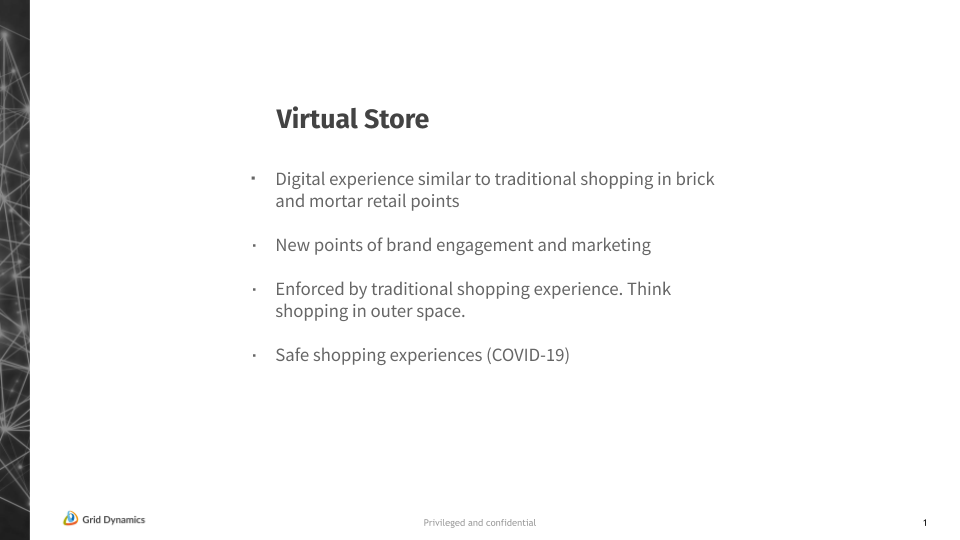 Virtual Store
· Digital experience similar to traditional shopping in brick
and mortar retail points
· New points of brand engagement and marketing
· Enforced by traditional shopping experience. Think
shopping in outer space.
· Safe shopping experiences (COVID-19)
Grid Dynamics
Privileged and confidential
1